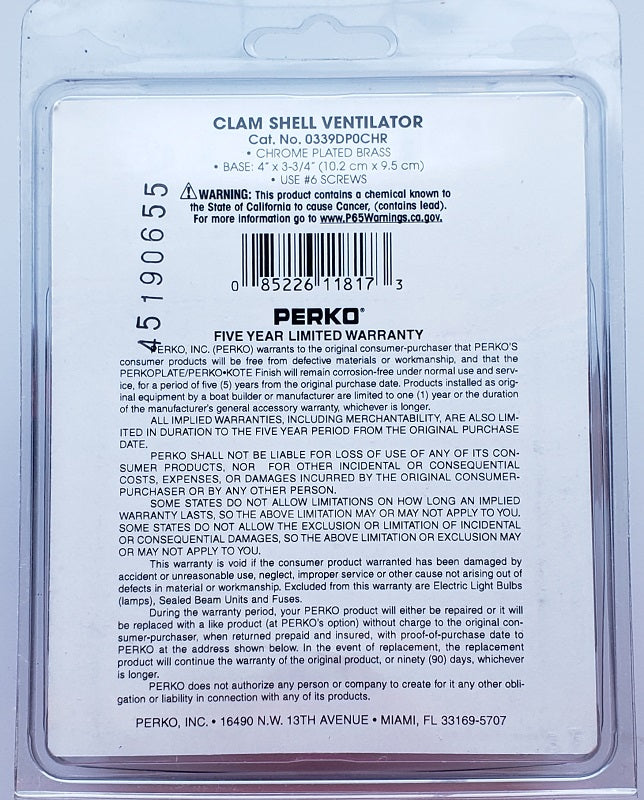 CLAM SHELL VENTILATOR
Cat. No. 0339DP0CHR
• CHROME PLATED BRASS
• BASE: 4" x 3-3/4" (10.2 cm x 9.5 cm)
• USE #6 SCREWS
⚠WARNING: This product contains a chemical known to
the State of California to cause Cancer, (contains lead).
For more information go to www.P65Warnings.ca.gov.
45190655
0 85226 11817 3
PERKO®
FIVE YEAR LIMITED WARRANTY
PERKO, INC. (PERKO) warrants to the original consumer-purchaser that PERKO'S
consumer products will be free from defective materials or workmanship, and that the
PERKOPLATE/PERKO•KOTE Finish will remain corrosion-free under normal use and serv-
ice, for a period of five (5) years from the original purchase date. Products installed as orig-
inal equipment by a boat builder or manufacturer are limited to one (1) year or the duration
of the manufacturer's general accessory warranty, whichever is longer.
ALL IMPLIED WARRANTIES, INCLUDING MERCHANTABILITY, ARE ALSO LIM-
ITED IN DURATION TO THE FIVE YEAR PERIOD FROM THE ORIGINAL PURCHASE
DATE.
PERKO SHALL NOT BE LIABLE FOR LOSS OF USE OF ANY OF ITS CON-
SUMER PRODUCTS, NOR FOR OTHER INCIDENTAL OR CONSEQUENTIAL
COSTS, EXPENSES, OR DAMAGES INCURRED BY THE ORIGINAL CONSUMER-
PURCHASER OR BY ANY OTHER PERSON.
SOME STATES DO NOT ALLOW LIMITATIONS ON HOW LONG AN IMPLIED
WARRANTY LASTS, SO THE ABOVE LIMITATION MAY OR MAY NOT APPLY TO YOU.
SOME STATES DO NOT ALLOW THE EXCLUSION OR LIMITATION OF INCIDENTAL
OR CONSEQUENTIAL DAMAGES, SO THE ABOVE LIMITATION OR EXCLUSION MAY
OR MAY NOT APPLY TO YOU.
This warranty is void if the consumer product warranted has been damaged by
accident or unreasonable use, neglect, improper service or other cause not arising out of
defects in material or workmanship. Excluded from this warranty are Electric Light Bulbs
(lamps), Sealed Beam Units and Fuses.
During the warranty period, your PERKO product will either be repaired or it will
be replaced with a like product (at PERKO's option) without charge to the original con-
sumer-purchaser, when returned prepaid and insured, with proof-of-purchase date to
PERKO at the address shown below. In the event of replacement, the replacement
product will continue the warranty of the original product, or ninety (90) days, whichever
is longer.
PERKO does not authorize any person or company to create for it any other obli-
gation or liability in connection with any of its products.
PERKO, INC. • 16490 N.W. 13TH AVENUE • MIAMI, FL 33169-5707